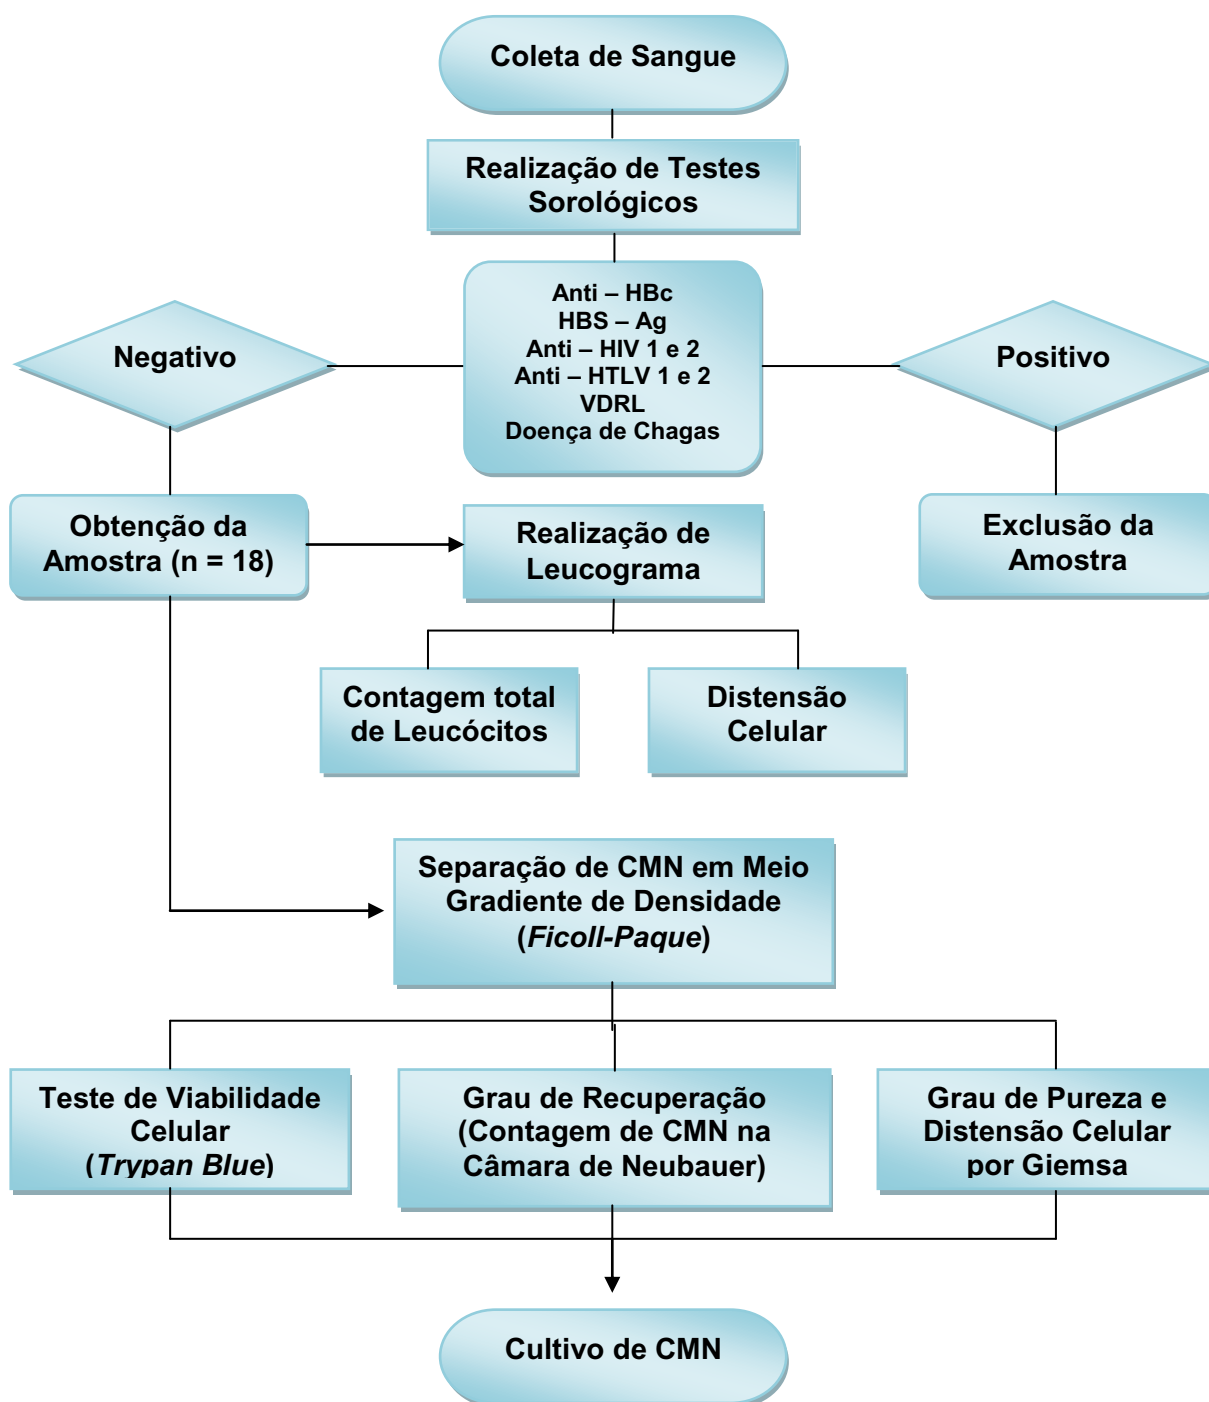 Coleta de Sangue
Realização de Testes
Sorológicos
Anti – HBc
HBS – Ag
Anti – HIV 1 e 2
Anti – HTLV 1 e 2
VDRL
Doença de Chagas
Negativo
Positivo
Obtenção da
Amostra (n = 18)
Realização de
Leucograma
Exclusão da
Amostra
Contagem total
de Leucócitos
Distensão
Celular
Separação de CMN em Meio
Gradiente de Densidade
(Ficoll-Paque)
Teste de Viabilidade
Celular
(Trypan Blue)
Grau de Recuperação
(Contagem de CMN na
Câmara de Neubauer)
Grau de Pureza e
Distensão Celular
por Giemsa
Cultivo de CMN